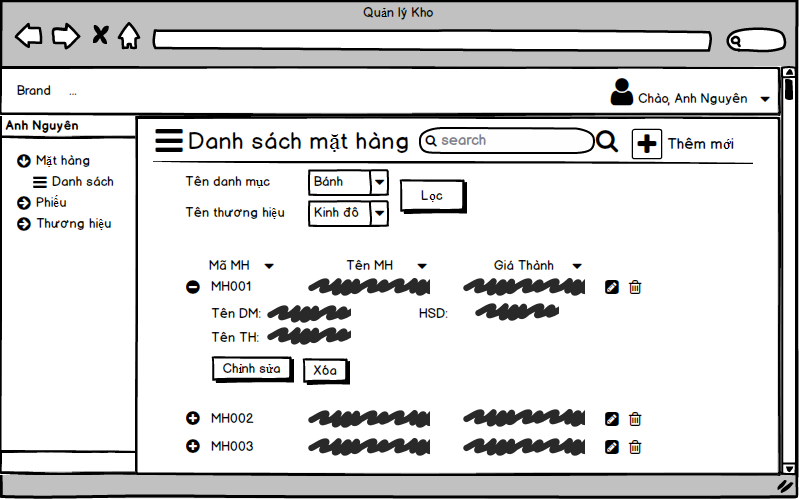 Quản lý Kho
Brand ...
Chào, Anh Nguyên
Anh Nguyên
Mặt hàng
Danh sách
Phiếu
Thương hiệu
Danh sách mặt hàng
search
Thêm mới
Tên danh mục Bánh
Lọc
Tên thương hiệu Kinh đô
Mã MH Tên MH Giá Thành
MH001
Tên DM: HSD:
Tên TH:
Chỉnh sửa Xóa
MH002
MH003